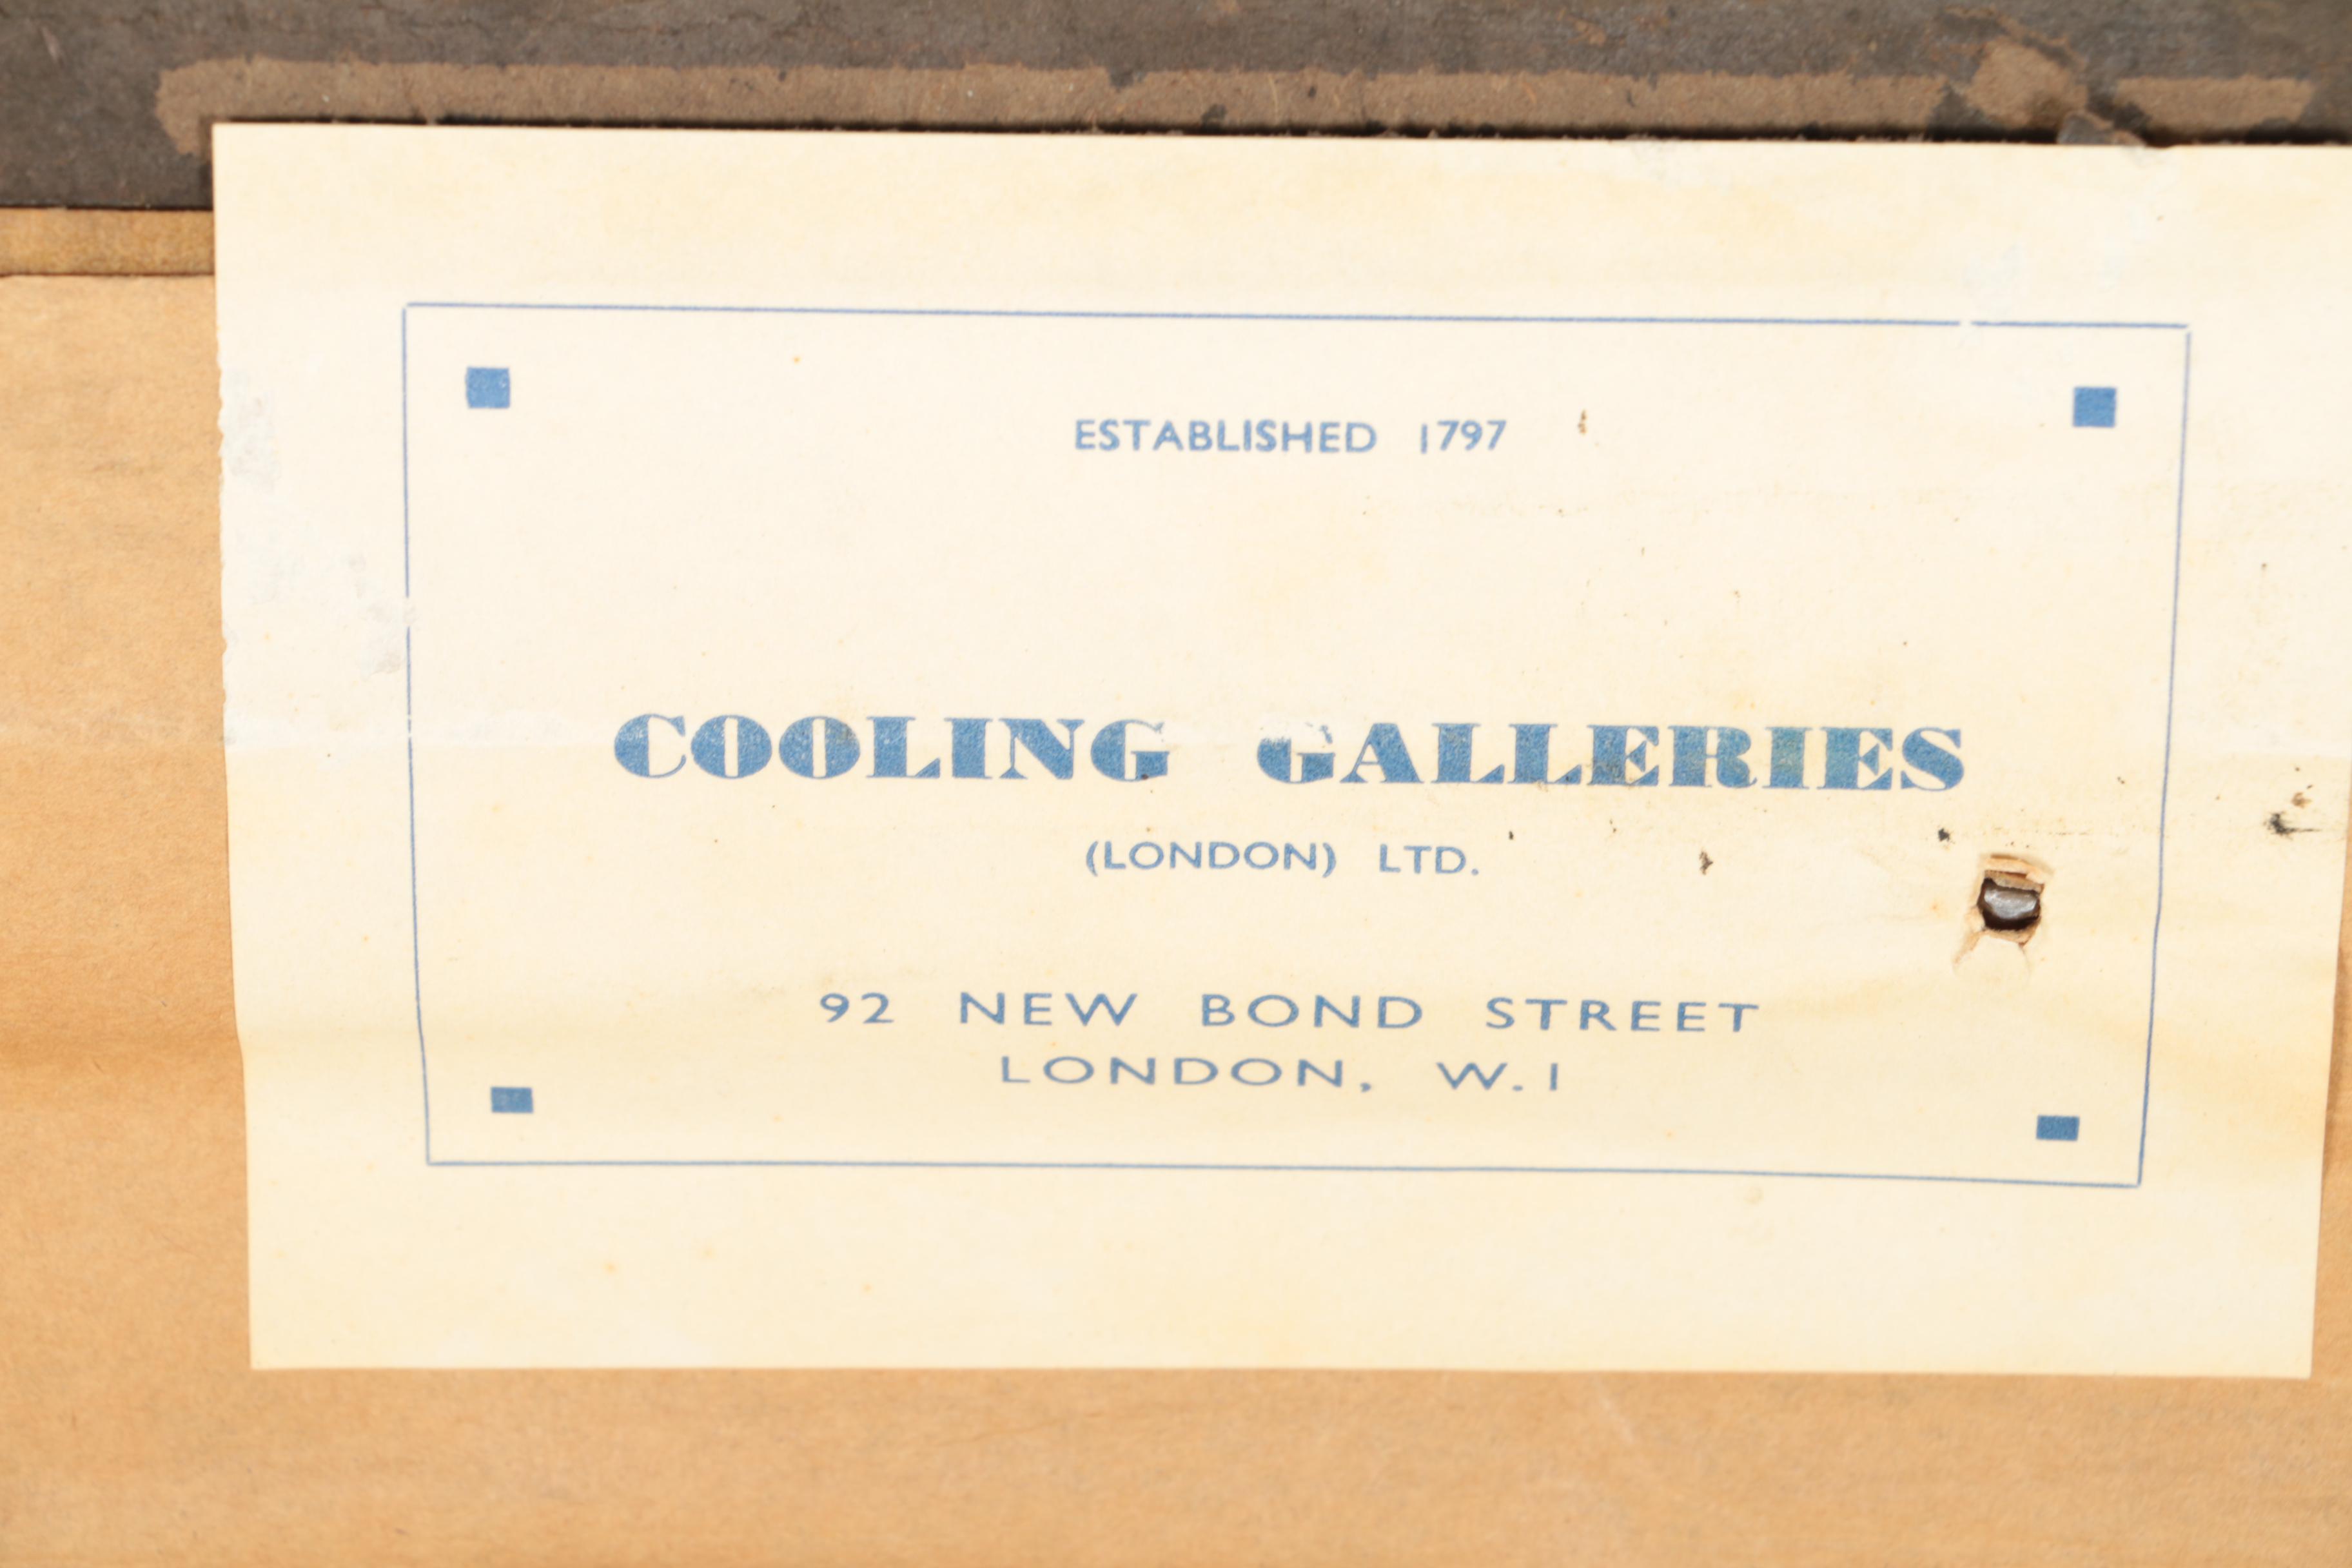 ESTABLISHED 1797
COOLING GALLERIES
(LONDON) LTD.
92 NEW BOND STREET
LONDON, W.1